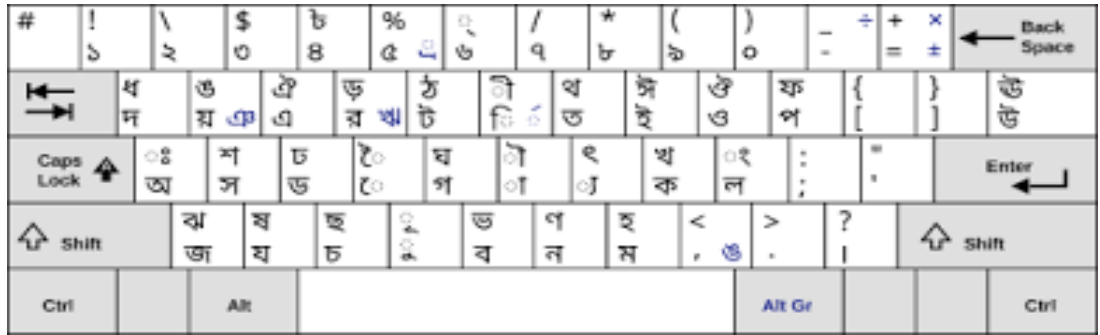 # ! \ $ ৳ % ঁ / * ( ) _ ÷ + × Back
১ ২ ৩ ৪ ৫ ৬ ৭ ৮ ৯ ০ - = ± Space
ধ ঙ ঐ ড় ঠ ী থ ঈ ঔ ফ { } ঊ
দ য় ঞ এ র ঋ ট ি ত ই ও প [ ] উ
Caps ঃ শ ঢ ৈ ঘ ৌ ৎ খ ং : " Enter
Lock অ স ড ে গ া ্য ক ল ; '
ঝ ষ ছ ূ ভ ণ হ < > ?
Shift জ য চ ু ব ন ম , . । Shift
Ctrl Alt Alt Gr Ctrl